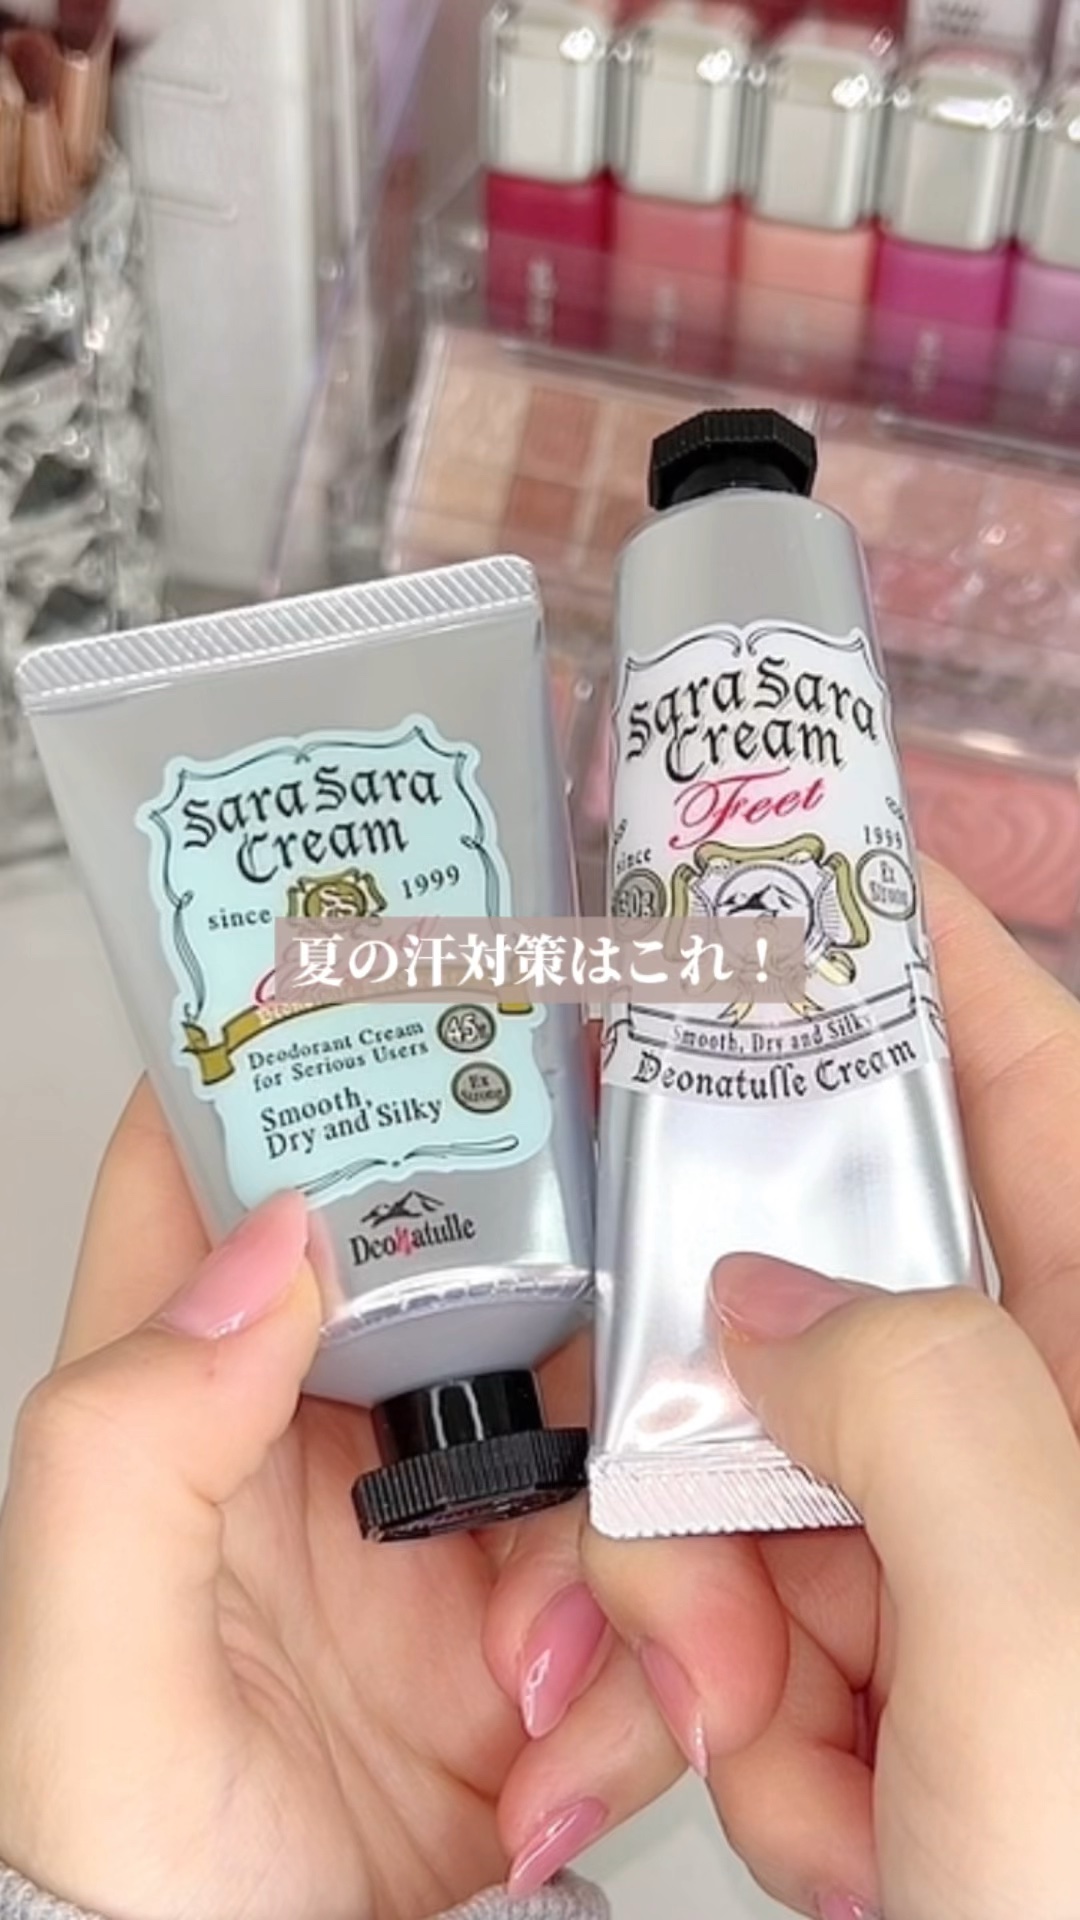 Sara Sara
Cream
since
1999
Deodorant Cream
for Serious Users
45g
Ex
Strong
Smooth,
Dry and Silky
Deonatulle
Sara Sara
Cream
Feet
since
1999
Ex
Strong
Smooth, Dry and Silky
Deonatulle Cream
夏の汗対策はこれ！